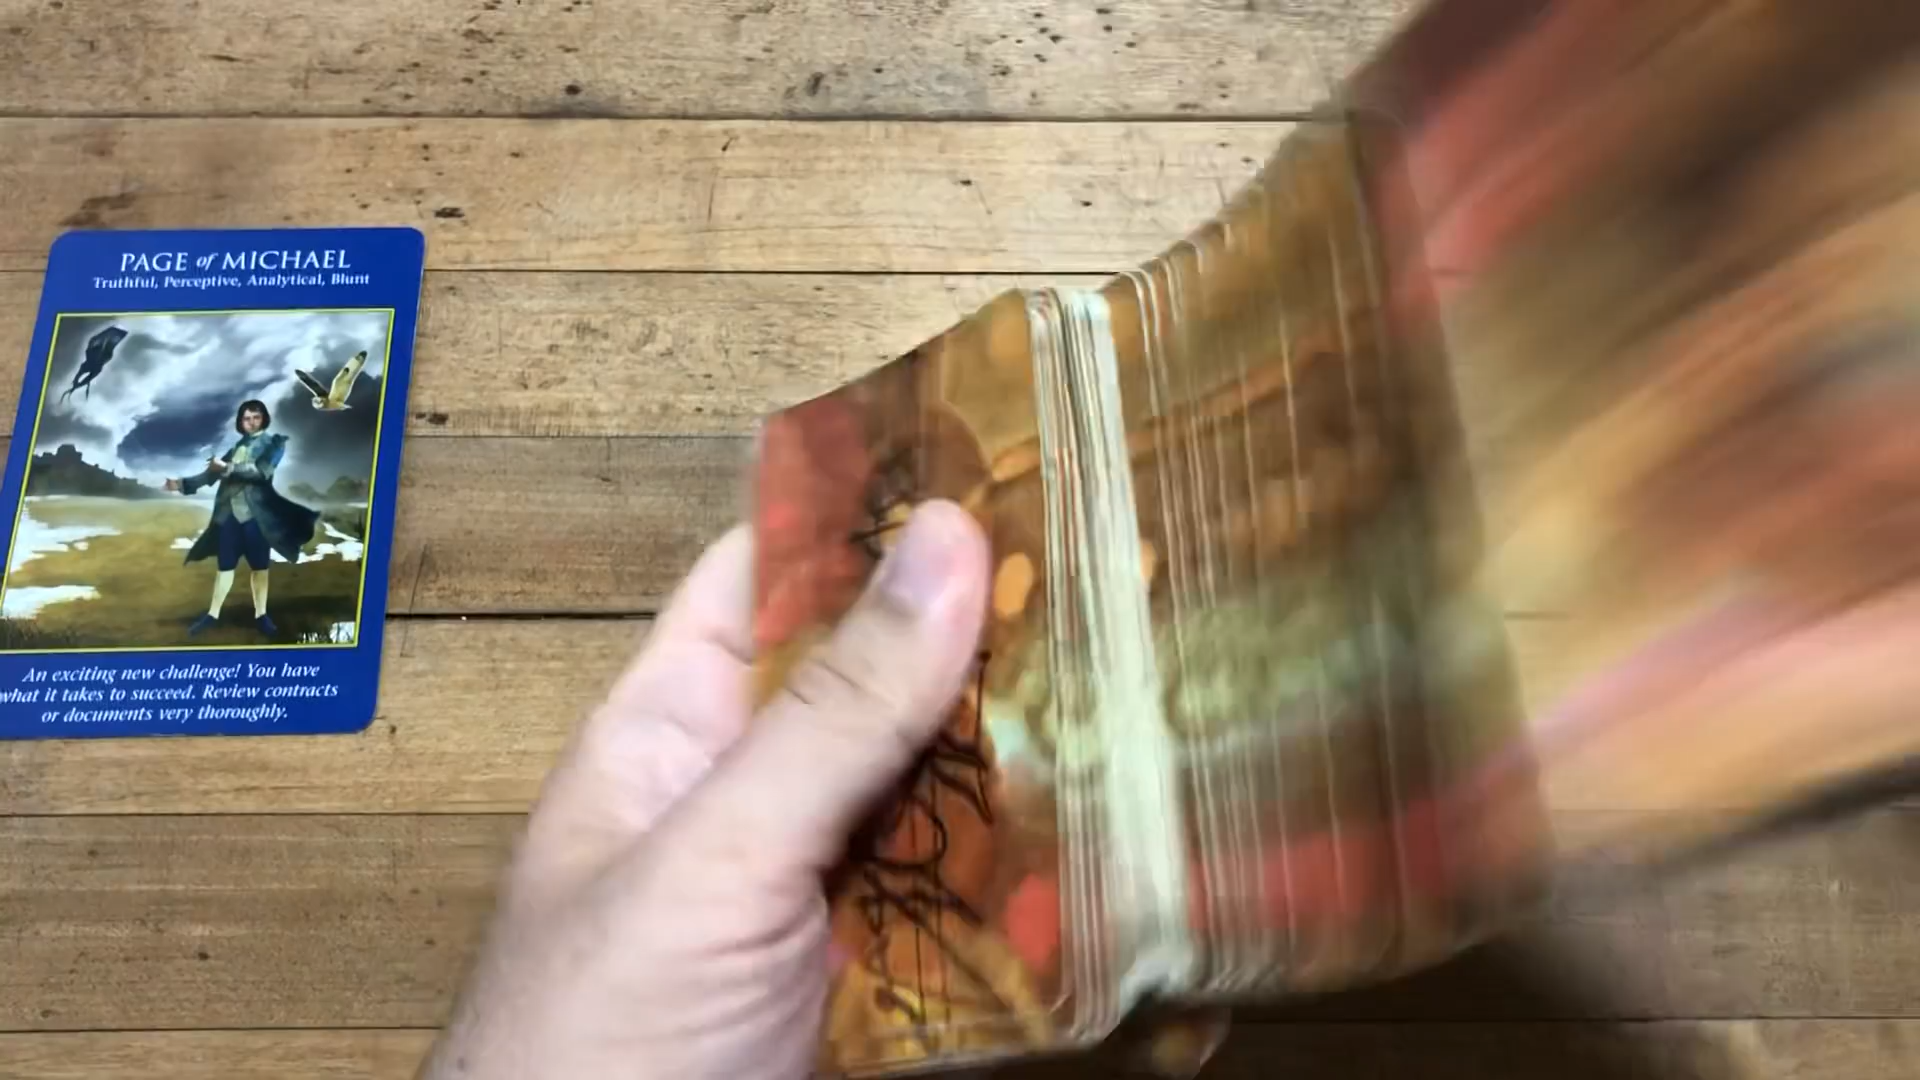 PAGE of MICHAEL
Truthful, Perceptive, Analytical, Blunt
An exciting new challenge! You have
what it takes to succeed. Review contracts
or documents very thoroughly.